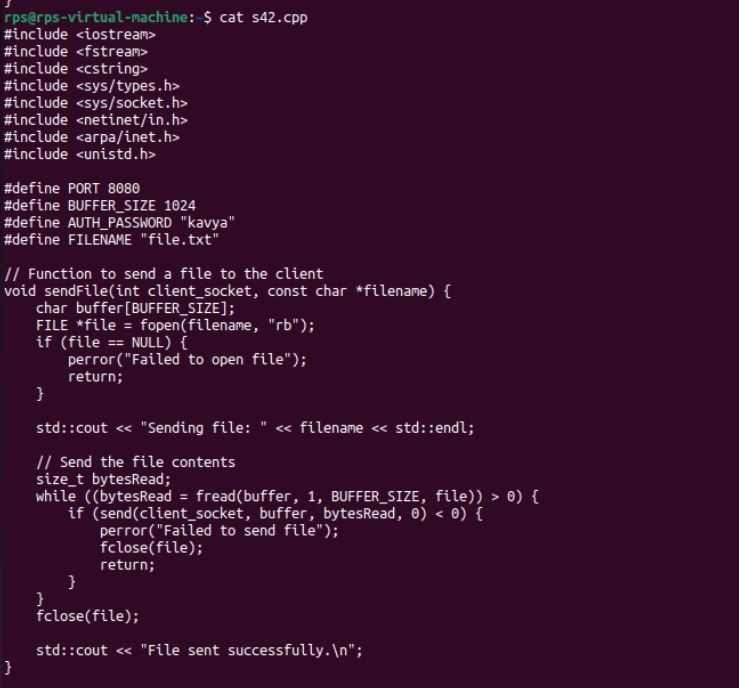 }
rps@rps-virtual-machine:~$ cat s42.cpp
#include <iostream>
#include <fstream>
#include <cstring>
#include <sys/types.h>
#include <sys/socket.h>
#include <netinet/in.h>
#include <arpa/inet.h>
#include <unistd.h>

#define PORT 8080
#define BUFFER_SIZE 1024
#define AUTH_PASSWORD "kavya"
#define FILENAME "file.txt"

// Function to send a file to the client
void sendFile(int client_socket, const char *filename) {
    char buffer[BUFFER_SIZE];
    FILE *file = fopen(filename, "rb");
    if (file == NULL) {
        perror("Failed to open file");
        return;
    }

    std::cout << "Sending file: " << filename << std::endl;

    // Send the file contents
    size_t bytesRead;
    while ((bytesRead = fread(buffer, 1, BUFFER_SIZE, file)) > 0) {
        if (send(client_socket, buffer, bytesRead, 0) < 0) {
            perror("Failed to send file");
            fclose(file);
            return;
        }
    }
    fclose(file);

    std::cout << "File sent successfully.\n";
}